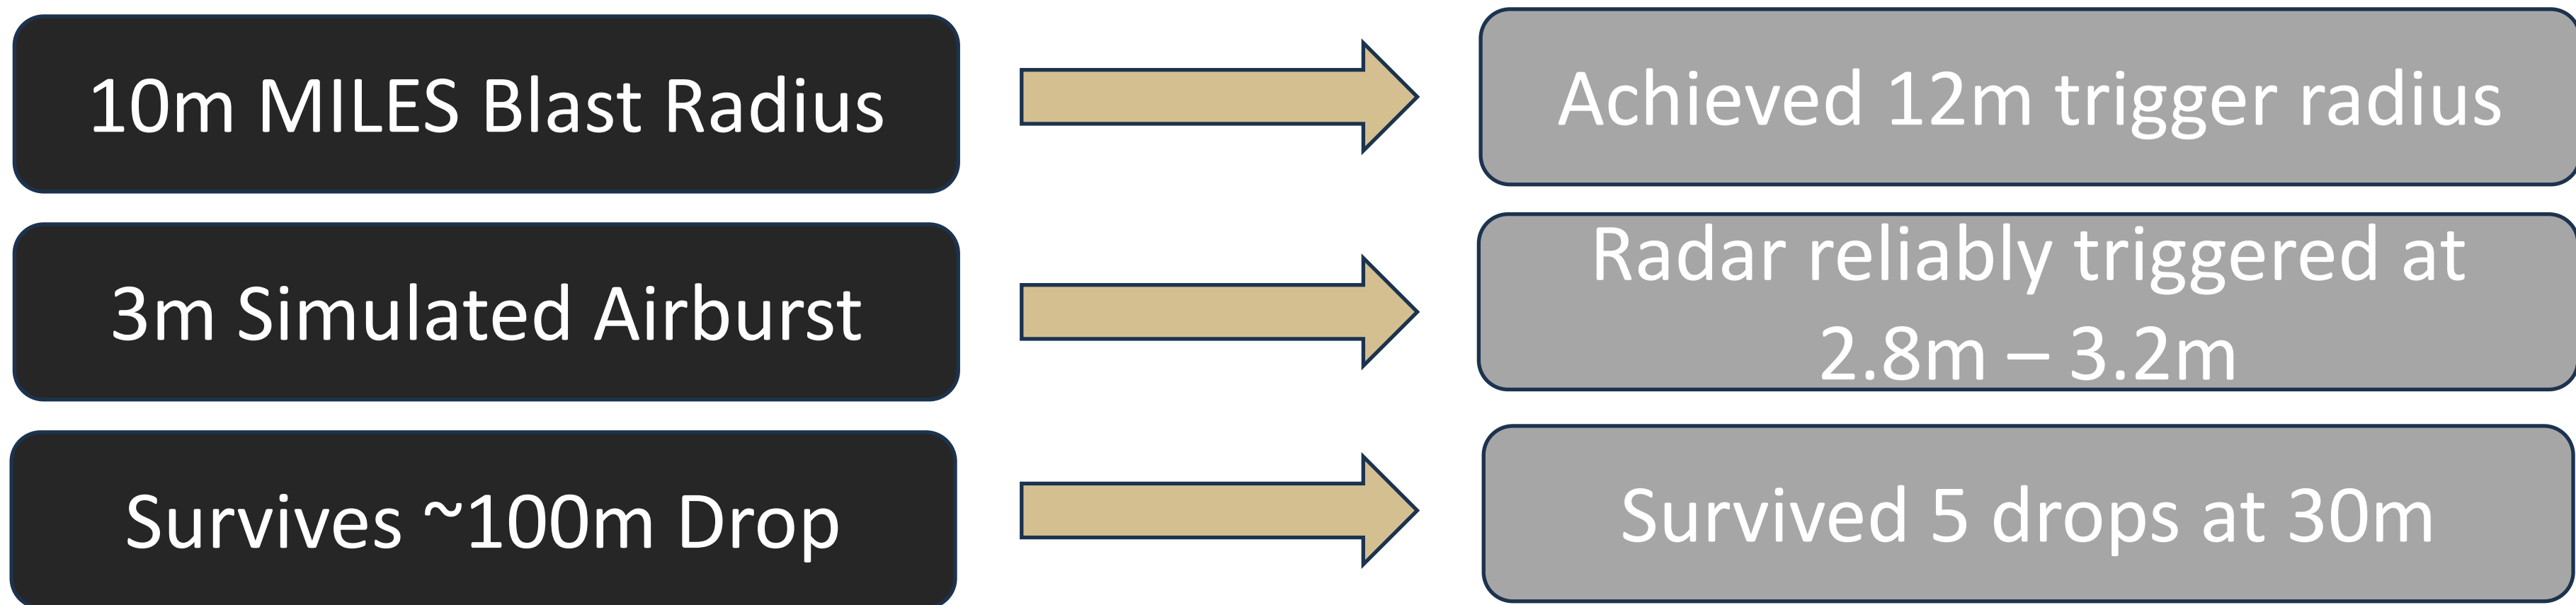 10m MILES Blast Radius
Achieved 12m trigger radius
3m Simulated Airburst
Radar reliably triggered at
2.8m – 3.2m
Survives ~100m Drop
Survived 5 drops at 30m